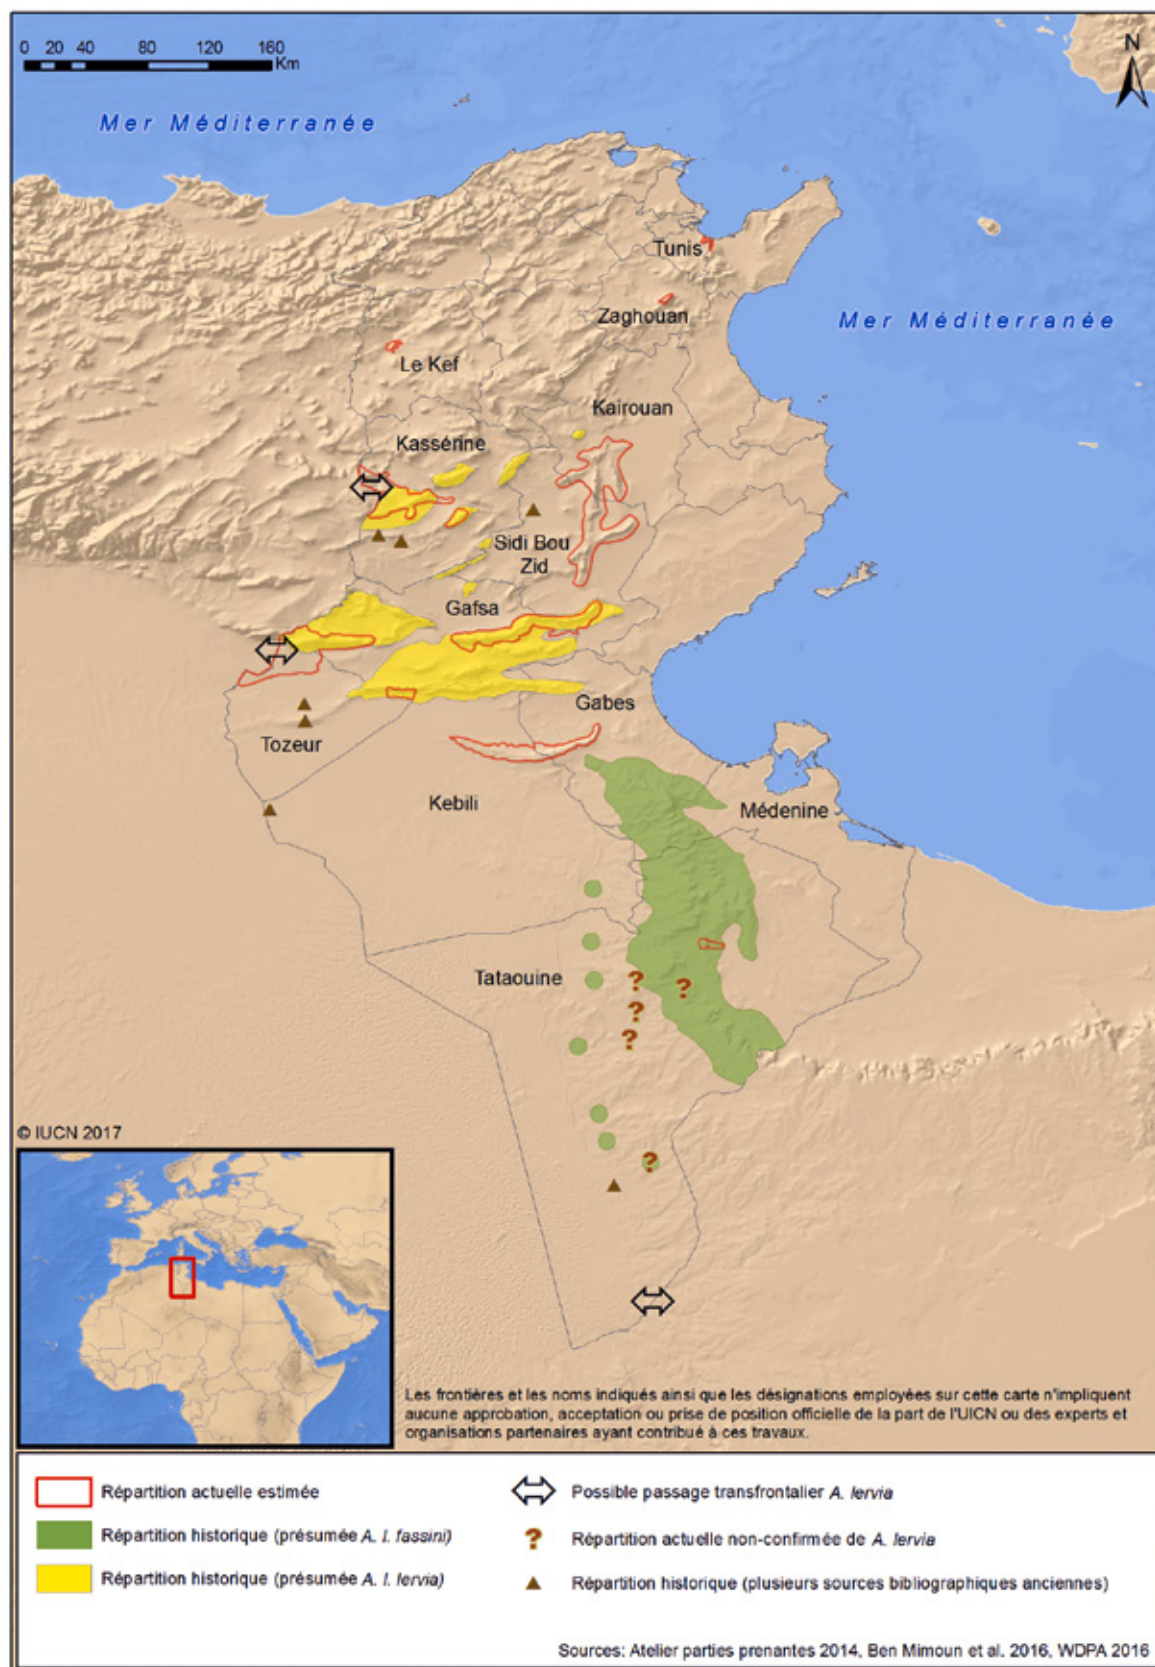 0 20 40 80 120 160
Km
N
Mer Méditerranée
Tunis
Zaghouan
Mer Méditerranée
Le Kef
Kairouan
Kassérine
Sidi Bou
Zid
Gafsa
Gabes
Tozeur
Kebili
Médenine
Tataouine
?
?
?
?
?
© IUCN 2017
Les frontières et les noms indiqués ainsi que les désignations employées sur cette carte n'impliquent
aucune approbation, acceptation ou prise de position officielle de la part de l'UICN ou des experts et
organisations partenaires ayant contribué à ces travaux.
Répartition actuelle estimée
Répartition historique (présumée A. l. fassini)
Répartition historique (présumée A. l. lervia)
Possible passage transfrontalier A. lervia
? Répartition actuelle non-confirmée de A. lervia
Répartition historique (plusieurs sources bibliographiques anciennes)
Sources: Atelier parties prenantes 2014, Ben Mimoun et al. 2016, WDPA 2016